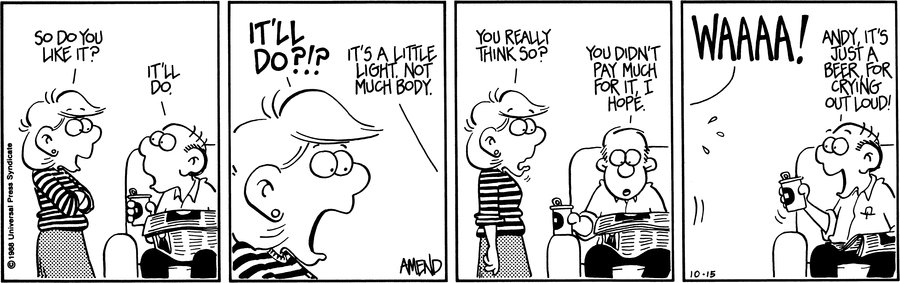 SO DO YOU
LIKE IT?
IT'LL
DO.
©1988 Universal Press Syndicate
IT'LL
DO?!?
IT'S A LITTLE
LIGHT. NOT
MUCH BODY.
AMEND
YOU REALLY
THINK SO?
YOU DIDN'T
PAY MUCH
FOR IT, I
HOPE.
WAAAA!
ANDY, IT'S
JUST A
BEER, FOR
CRYING
OUT LOUD!
10-15